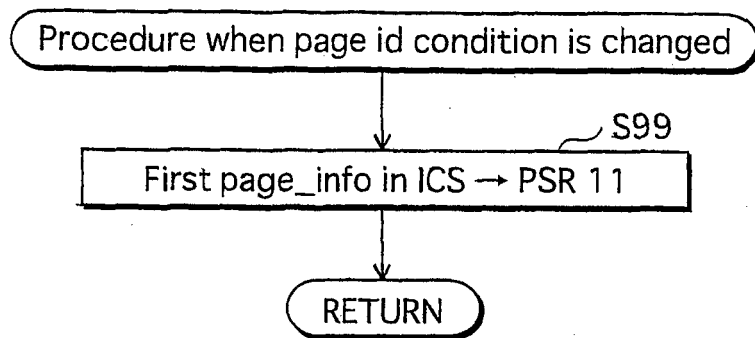 Procedure when page id condition is changed
S99
First page_info in ICS → PSR 11
RETURN